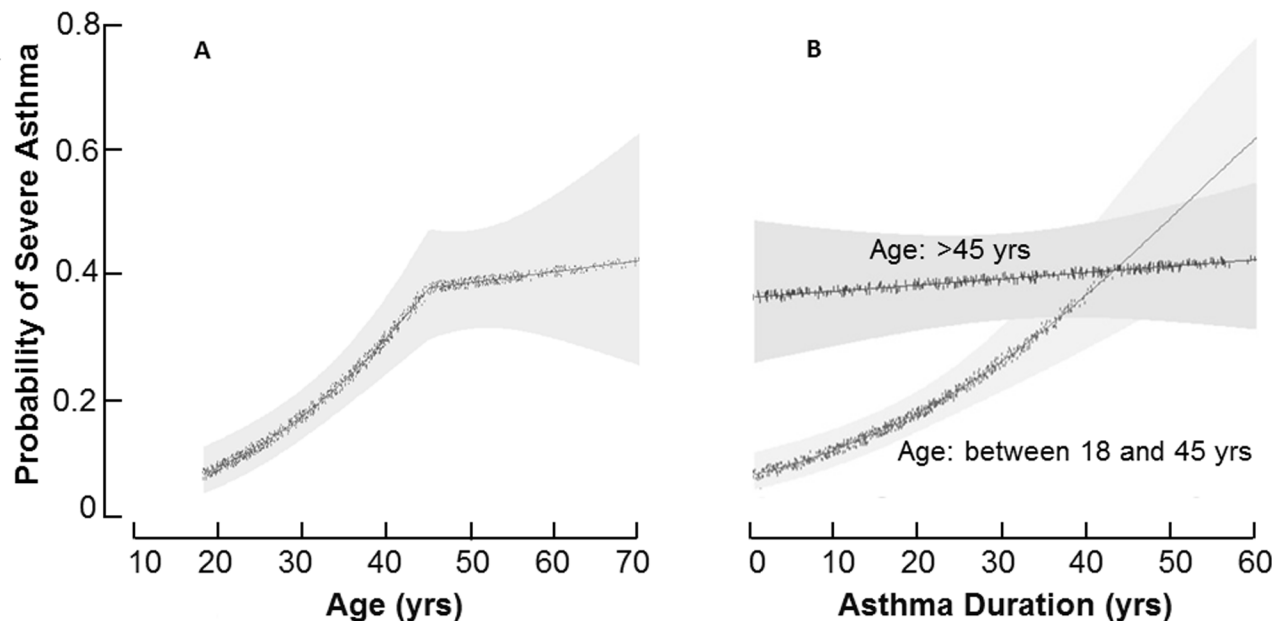 A
B
Probability of Severe Asthma
0.8
0.6
0.4
0.2
0
Age: >45 yrs
Age: between 18 and 45 yrs
10 20 30 40 50 60 70
0 10 20 30 40 50 60
Age (yrs)
Asthma Duration (yrs)